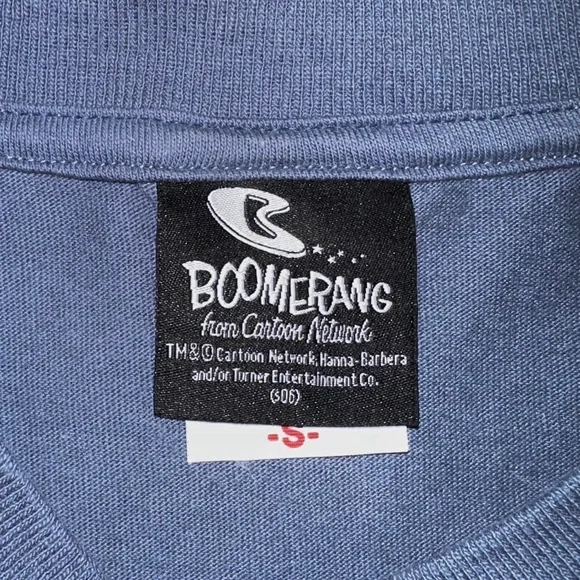 B
BOOMERANG
from Cartoon Network
TM & © Cartoon Network, Hanna-Barbera
and/or Turner Entertainment Co.
(s06)
-S-